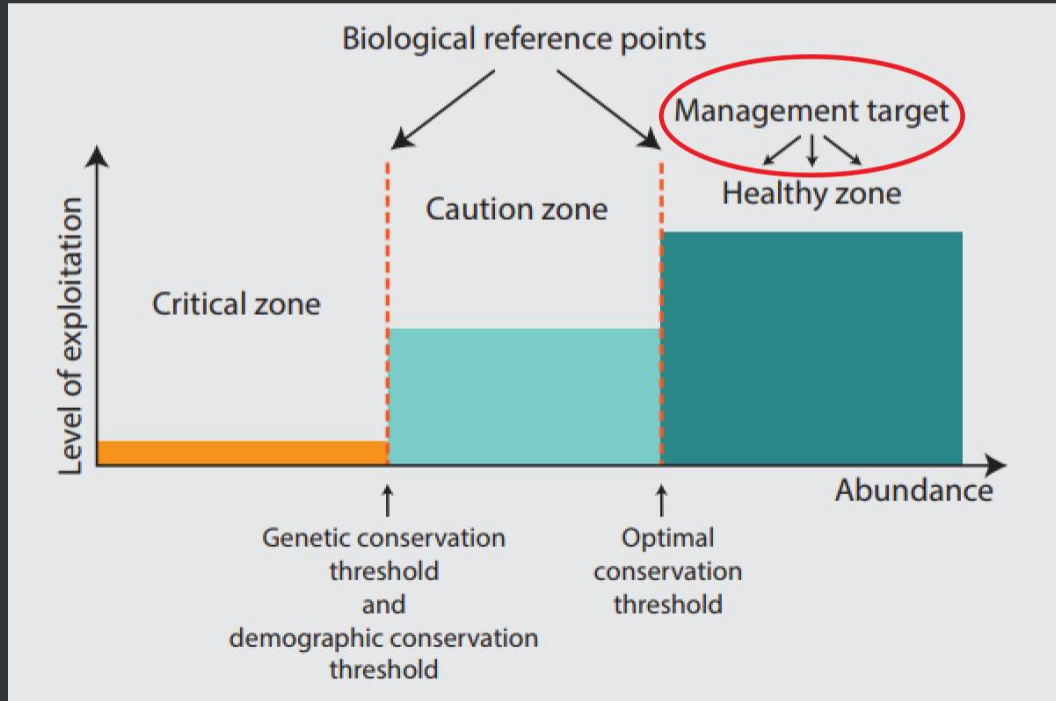 Biological reference points
Management target
Healthy zone
Caution zone
Critical zone
Level of exploitation
Abundance
Genetic conservation
threshold
and
demographic conservation
threshold
Optimal
conservation
threshold